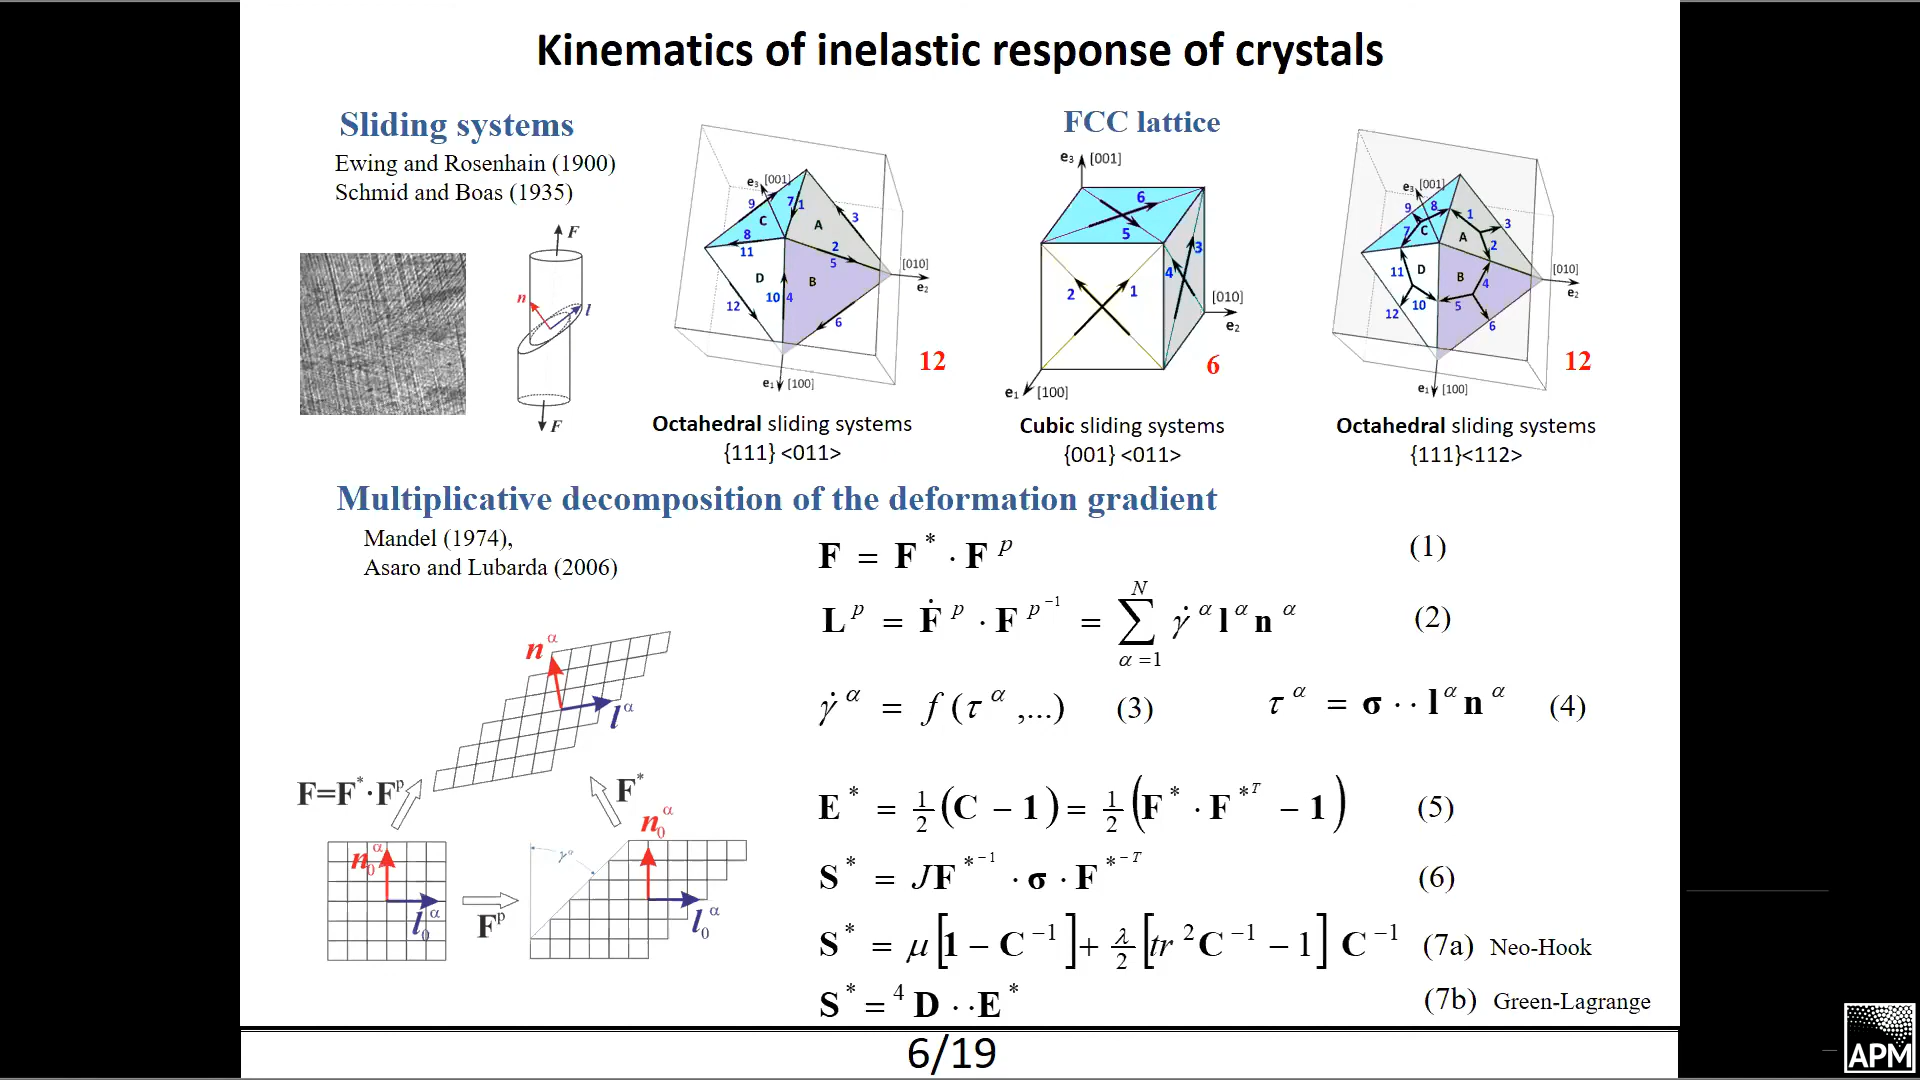 Kinematics of inelastic response of crystals
Sliding systems
Ewing and Rosenhain (1900)
Schmid and Boas (1935)
F
n
l
F
e₃ [001]
9
7
1
3
C
A
8
11
2
5
[010]
e₂
D
B
10
4
12
6
12
e₁ [100]
Octahedral sliding systems
{111} <011>
FCC lattice
e₃ [001]
6
5
3
4
2
1
[010]
e₂
6
e₁ [100]
Cubic sliding systems
{001} <011>
e₃ [001]
9
8
1
3
7
C
A
2
[010]
e₂
11
D
B
4
12
10
5
6
12
e₁ [100]
Octahedral sliding systems
{111}<112>
Multiplicative decomposition of the deformation gradient
Mandel (1974),
Asaro and Lubarda (2006)
F = F* · Fᵖ (1)
Lᵖ = Ḟᵖ · Fᵖ⁻¹ = ∑_{α=1}^{N} γ̇^α l^α n^α (2)
γ̇^α = f(τ^α,...) (3) τ^α = σ··l^α n^α (4)
E* = ½(C − 1) = ½(F* · F*ᵀ − 1) (5)
S* = JF*⁻¹ · σ · F*⁻ᵀ (6)
S* = μ[1 − C⁻¹] + λ/2[tr²C⁻¹ − 1] C⁻¹ (7a) Neo-Hook
S* = ⁴D··E* (7b) Green-Lagrange
n^α
l^α
F=F*·Fᵖ
F*
n₀^α
l₀^α
Fᵖ
γ^α
n₀^α
l₀^α
6/19
APM